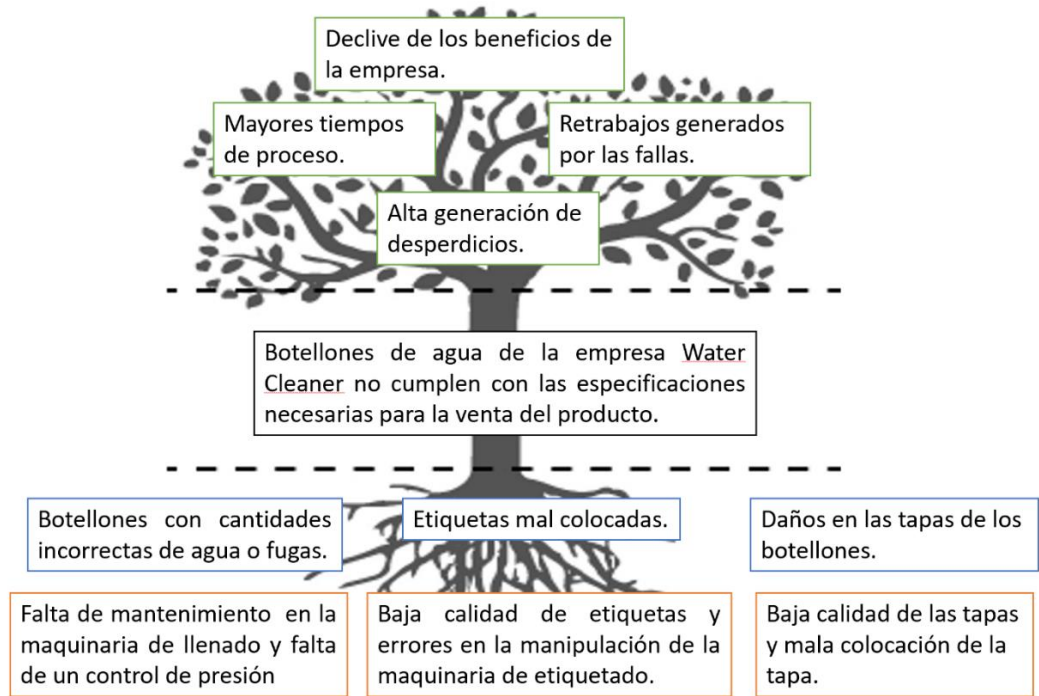 Declive de los beneficios de
la empresa.
Mayores tiempos
de proceso.
Retrabajos generados
por las fallas.
Alta generación de
desperdicios.
Botellones de agua de la empresa Water
Cleaner no cumplen con las especificaciones
necesarias para la venta del producto.
Botellones con cantidades
incorrectas de agua o fugas.
Etiquetas mal colocadas.
Daños en las tapas de los
botellones.
Falta de mantenimiento en la
maquinaria de llenado y falta
de un control de presión
Baja calidad de etiquetas y
errores en la manipulación de la
maquinaria de etiquetado.
Baja calidad de las tapas
y mala colocación de la
tapa.